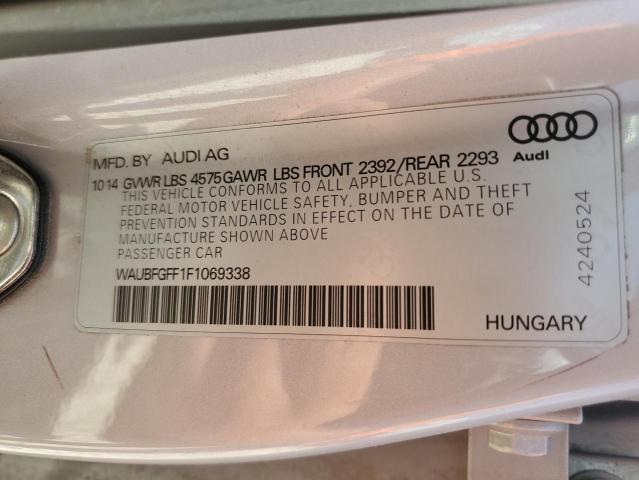 MFD. BY AUDI AG
10 14 GVWR LBS 4575 GAWR LBS FRONT 2392/REAR 2293
THIS VEHICLE CONFORMS TO ALL APPLICABLE U.S.
FEDERAL MOTOR VEHICLE SAFETY, BUMPER AND THEFT
PREVENTION STANDARDS IN EFFECT ON THE DATE OF
MANUFACTURE SHOWN ABOVE
PASSENGER CAR
WAUBFGFF1F1069338
Audi
4240524
HUNGARY